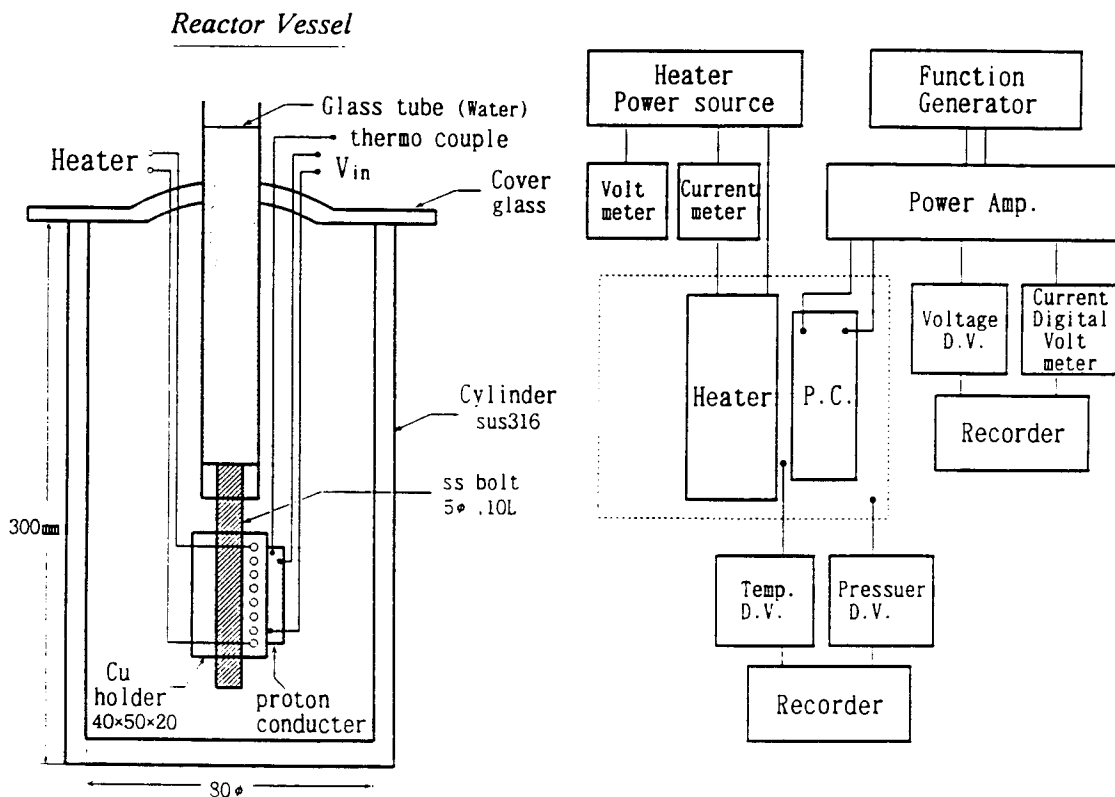 Reactor Vessel
Glass tube (Water)
thermo couple
Heater
Vin
Cover
glass
Cylinder
sus316
ss bolt
5φ .10L
300mm
Cu
holder
40×50×20
proton
conducter
80φ
Heater
Power source
Function
Generator
Volt
meter
Current
meter
Power Amp.
Heater
P.C.
Voltage
D.V.
Current
Digital
Volt
meter
Recorder
Temp.
D.V.
Pressuer
D.V.
Recorder